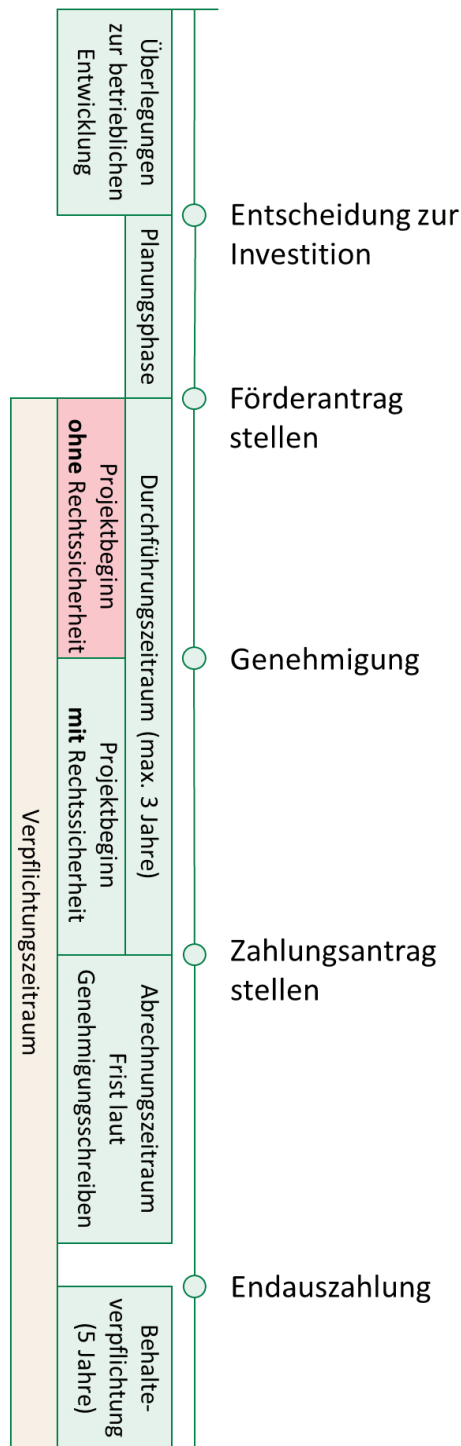 Überlegungen
zur betrieblichen
Entwicklung
Entscheidung zur
Investition
Planungsphase
Förderantrag
stellen
Projektbeginn
ohne Rechtssicherheit
Durchführungszeitraum (max. 3 Jahre)
Genehmigung
Projektbeginn
mit Rechtssicherheit
Verpflichtungszeitraum
Zahlungsantrag
stellen
Abrechnungszeitraum
Frist laut
Genehmigungsschreiben
Endauszahlung
Behalte-
verpflichtung
(5 Jahre)